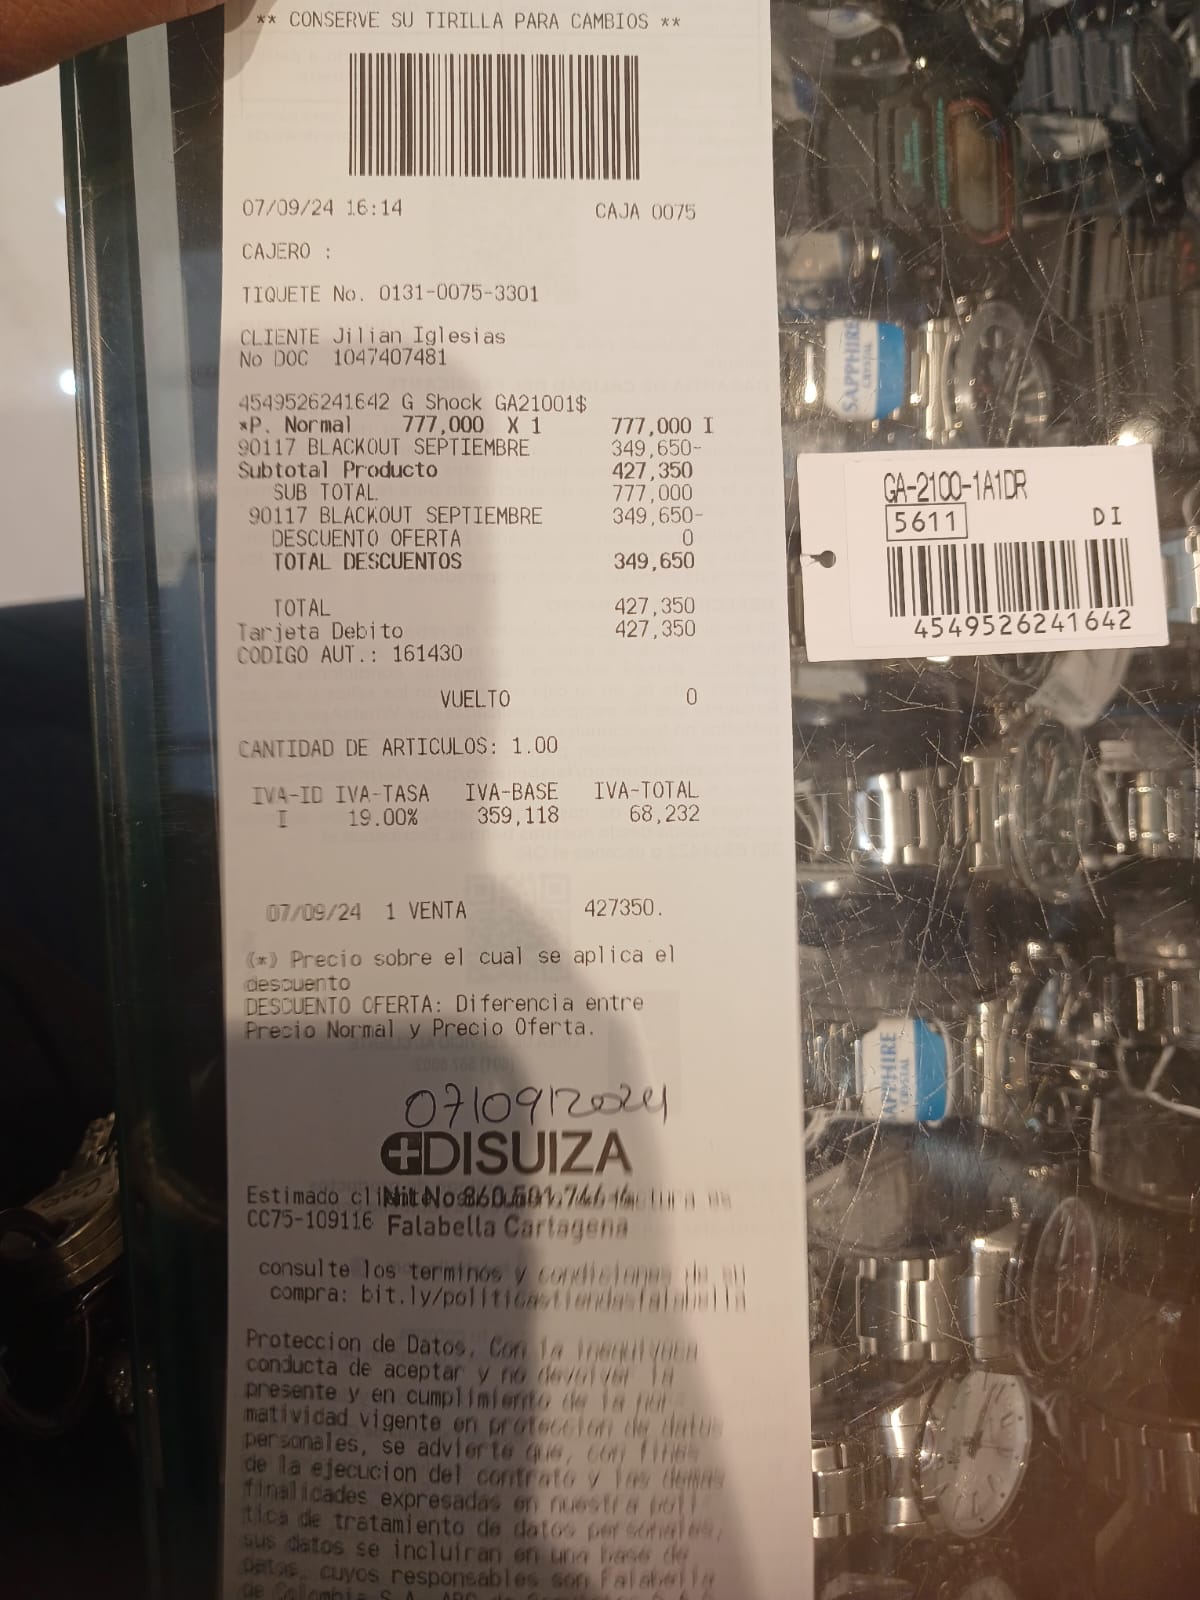 ** CONSERVE SU TIRILLA PARA CAMBIOS **
07/09/24 16:14 CAJA 0075
CAJERO :
TIQUETE No. 0131-0075-3301
CLIENTE Jilian Iglesias
No DOC 1047407481
4549526241642 G Shock GA21001$
*P. Normal 777,000 X 1 777,000 I
90117 BLACKOUT SEPTIEMBRE 349,650-
Subtotal Producto 427,350
SUB TOTAL 777,000
90117 BLACKOUT SEPTIEMBRE 349,650-
DESCUENTO OFERTA 0
TOTAL DESCUENTOS 349,650
TOTAL 427,350
Tarjeta Debito 427,350
CODIGO AUT.: 161430
VUELTO 0
CANTIDAD DE ARTICULOS: 1.00
IVA-ID IVA-TASA IVA-BASE IVA-TOTAL
I 19.00% 359,118 68,232
07/09/24 1 VENTA 427350.
(*) Precio sobre el cual se aplica el
descuento
DESCUENTO OFERTA: Diferencia entre
Precio Normal y Precio Oferta.
07/09/2024
DISUIZA
Estimado
Nit No
CC75-109116 Falabella Cartagena
consulte los terminos y condiciones de su
compra: bit.ly/politicastiendasfalabella
Proteccion de Datos, Con la inequivoca
conducta de aceptar y no devolver la
presente y en cumplimiento de la nor
matividad vigente en proteccion de datos
personales, se advierte que, con fines
de la ejecucion del contrato y las demas
finalidades expresadas en nuestra poli
tica de tratamiento de datos personales,
sus datos se incluiran en una base de
datos, cuyos responsables son Falabella
de Colombia S.A.
GA-2100-1A1DR
5611 DI
4549526241642
SAPPHIRE
CRYSTAL
SAPPHIRE
CRYSTAL